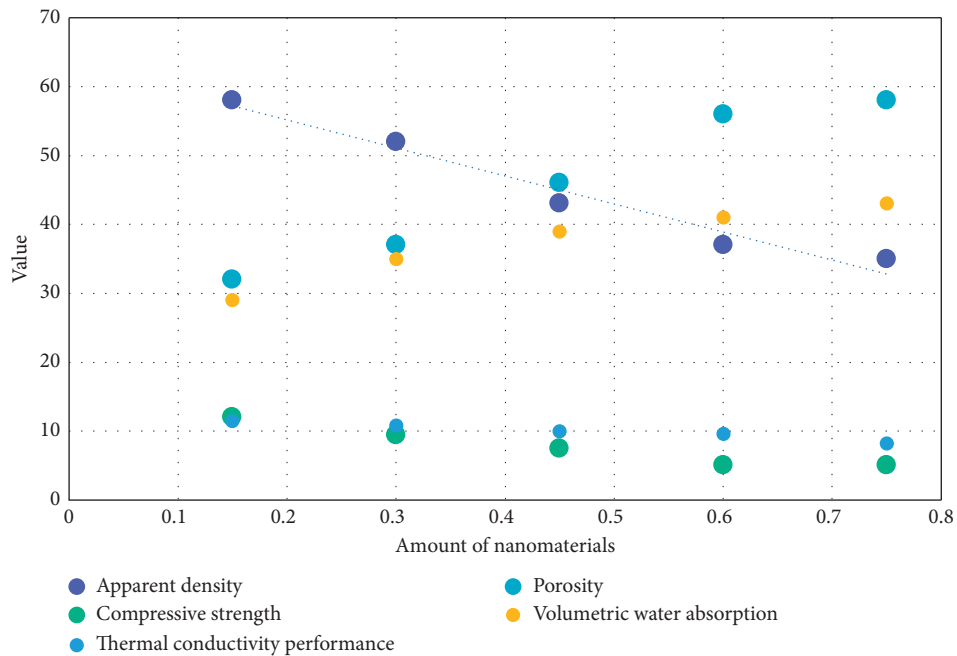 70
60
50
40
30
20
10
0
Value
0
0.1
0.2
0.3
0.4
0.5
0.6
0.7
0.8
Amount of nanomaterials
Apparent density
Compressive strength
Thermal conductivity performance
Porosity
Volumetric water absorption